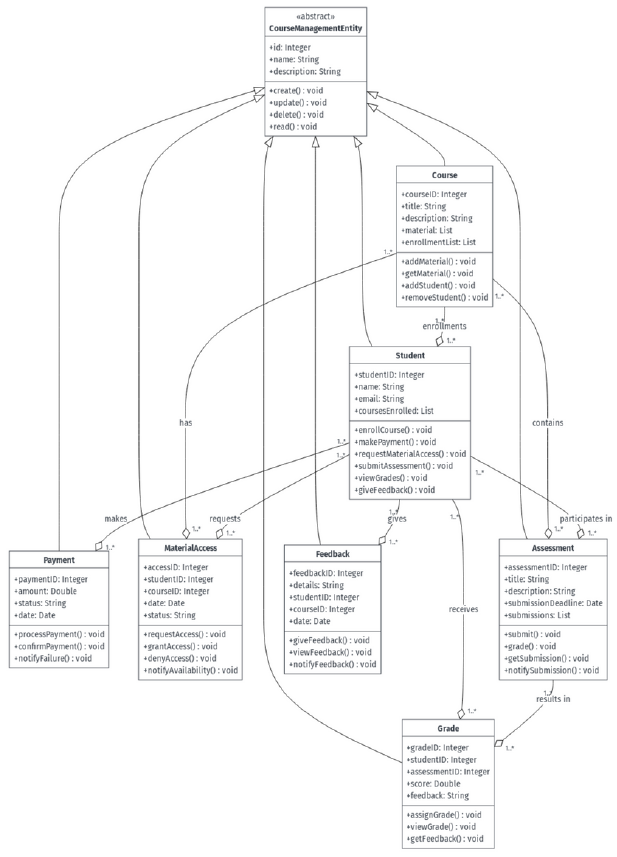 «abstract»
CourseManagementEntity
+id: Integer
+name: String
+description: String
+create() : void
+update() : void
+delete() : void
+read() : void
Course
+courseID: Integer
+title: String
+description: String
+material: List
+enrollmentList: List
+addMaterial() : void
+getMaterial() : void
+addStudent() : void
+removeStudent() : void
1..*
1..*
1..*
enrollments
1..*
Student
+studentID: Integer
+name: String
+email: String
+coursesEnrolled: List
+enrollCourse() : void
+makePayment() : void
+requestMaterialAccess() : void
+submitAssessment() : void
+viewGrades() : void
+giveFeedback() : void
has
contains
1..*
1..*
1..*
1..*
1..*
makes
requests
gives
participates in
1..*
1..*
1..*
1..*
1..*
1..*
Payment
+paymentID: Integer
+amount: Double
+status: String
+date: Date
+processPayment() : void
+confirmPayment() : void
+notifyFailure() : void
MaterialAccess
+accessID: Integer
+studentID: Integer
+courseID: Integer
+date: Date
+status: String
+requestAccess() : void
+grantAccess() : void
+denyAccess() : void
+notifyAvailability() : void
Feedback
+feedbackID: Integer
+details: String
+studentID: Integer
+courseID: Integer
+date: Date
+giveFeedback() : void
+viewFeedback() : void
+notifyFeedback() : void
receives
Assessment
+assessmentID: Integer
+title: String
+description: String
+submissionDeadline: Date
+submissions: List
+submit() : void
+grade() : void
+getSubmission() : void
+notifySubmission() : void
1..*
results in
1..*
1..*
Grade
+gradeID: Integer
+studentID: Integer
+assessmentID: Integer
+score: Double
+feedback: String
+assignGrade() : void
+viewGrade() : void
+getFeedback() : void